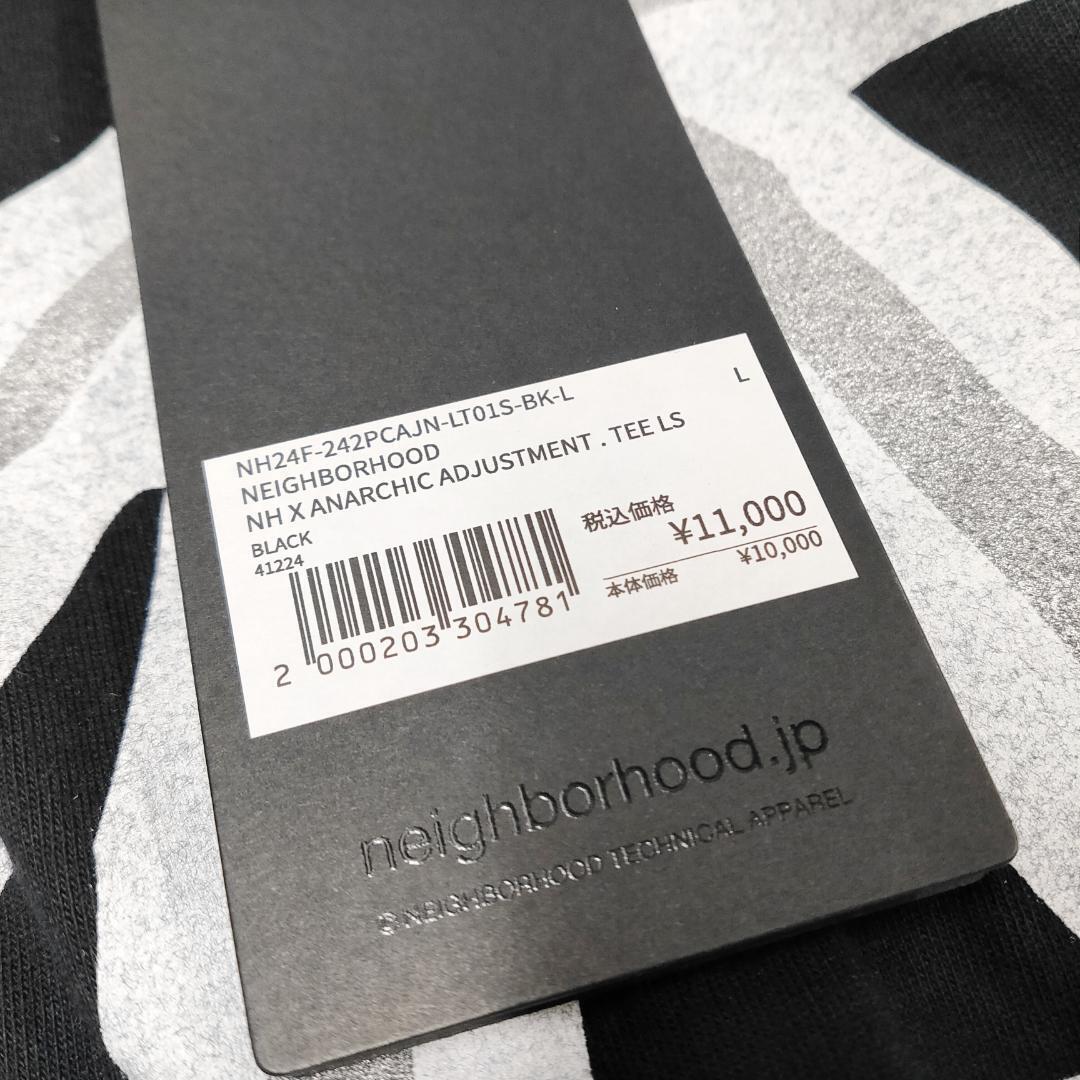 NH24F-242PCAJN-LT01S-BK-L
L
NEIGHBORHOOD
NH X ANARCHIC ADJUSTMENT . TEE LS
BLACK
41224
税込価格
¥11,000
本体価格
¥10,000
2 000203 304781
neighborhood.jp
© NEIGHBORHOOD TECHNICAL APPAREL